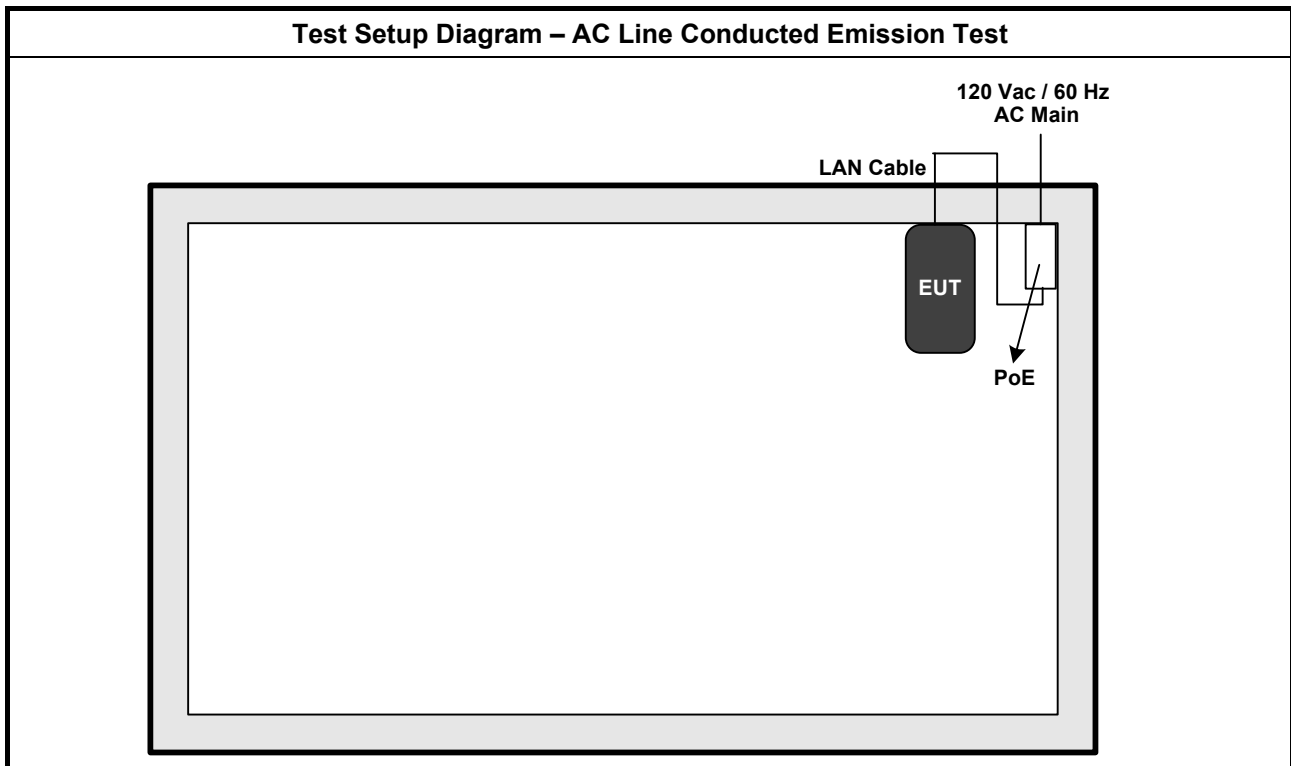 Test Setup Diagram – AC Line Conducted Emission Test
120 Vac / 60 Hz
AC Main
LAN Cable
EUT
PoE